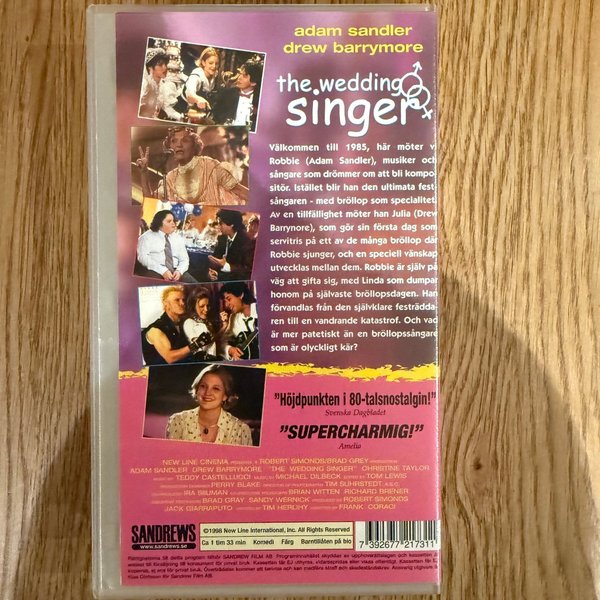 adam sandler
drew barrymore
the wedding
singer
Välkommen till 1985, här möter v
Robbie (Adam Sandler), musiker och
sångare som drömmer om att bli kompo-
sitör. Istället blir han den ultimata fest-
sångaren - med bröllop som specialitet.
Av en tillfällighet möter han Julia (Drew
Barrynore), som gör sin första dag som
servitris på ett av de många bröllop där
Robbie sjunger, och en speciell vänskap
utvecklas mellan dem. Robbie är själv på
väg att gifta sig, med Linda som dumpar
honom på självaste bröllopsdagen. Han
förvandlas från den självklare festrädda-
ren till en vandrande katastrof. Och vad
är mer patetiskt än en bröllopssångare
som är olyckligt kär?
"Höjdpunkten i 80-talsnostalgin!"
Svenska Dagbladet
"SUPERCHARMIG!"
Amelia
NEW LINE CINEMA ROBERT SIMONDS/BRAD GREY
ADAM SANDLER DREW BARRYMORE "THE WEDDING SINGER" CHRISTINE TAYLOR
TEDDY CASTELLUCCI MICHAEL DILBECK TOM LEWIS
PERRY BLAKE TIM SUHRSTEDT A.S.C.
IRA SHUMAN BRIAN WITTEN RICHARD BRENER
BRAD GRAY, SANDY WERNICK ROBERT SIMONDS
JACK GIARRAPUTO TIM HERLIHY FRANK CORACI
SANDREWS
www.sandrews.se
©1998 New Line International, Inc. All Rights Reserved
Ca 1 tim 33 min Komedi Färg Barntillåten på bio
7 392677 217311